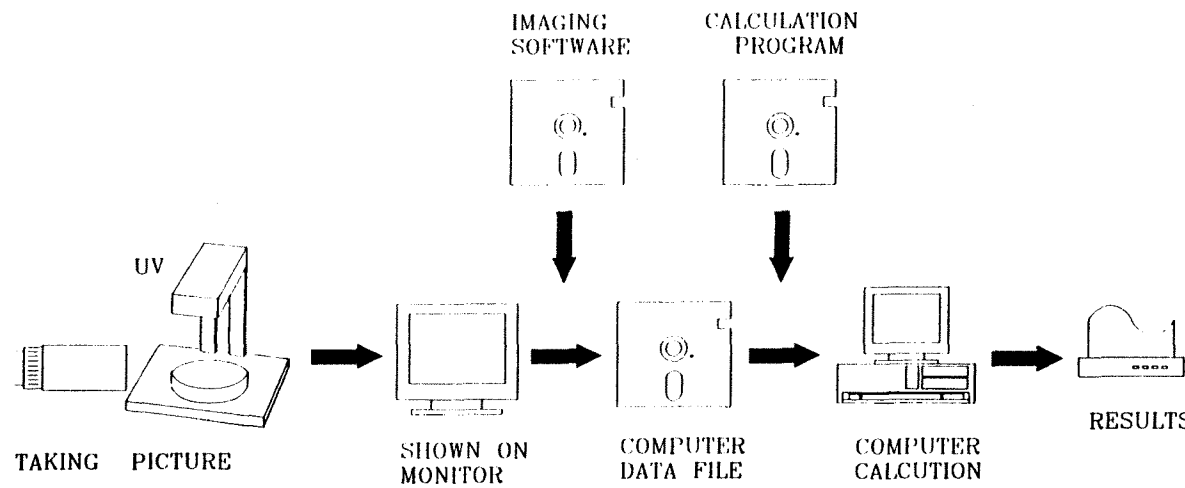 IMAGING
SOFTWARE
CALCULATION
PROGRAM
UV
TAKING PICTURE
SHOWN ON
MONITOR
COMPUTER
DATA FILE
COMPUTER
CALCUTION
RESULTS